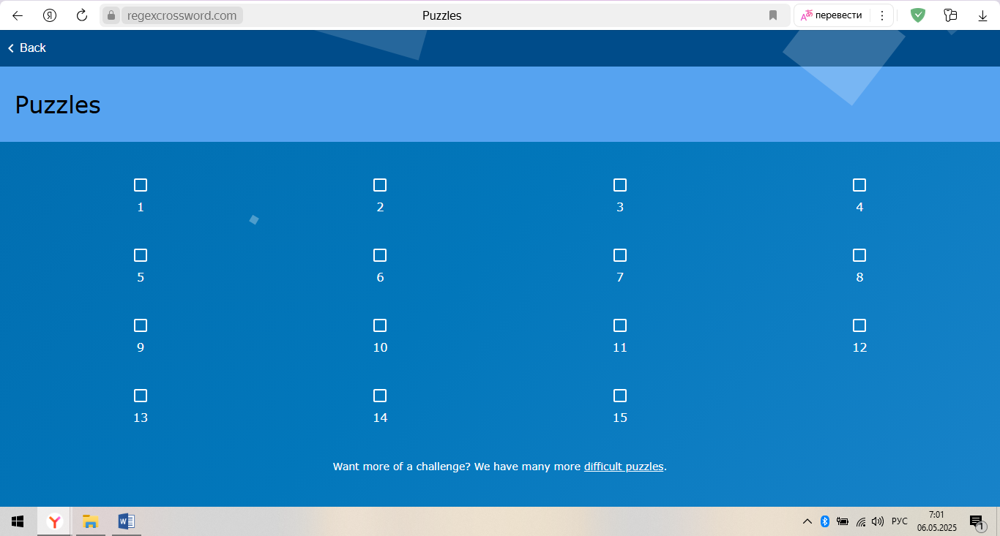 regexcrossword.com Puzzles перевести
Back
Puzzles
1 2 3 4
5 6 7 8
9 10 11 12
13 14 15
Want more of a challenge? We have many more difficult puzzles.
РУС 7:01
06.05.2025 1